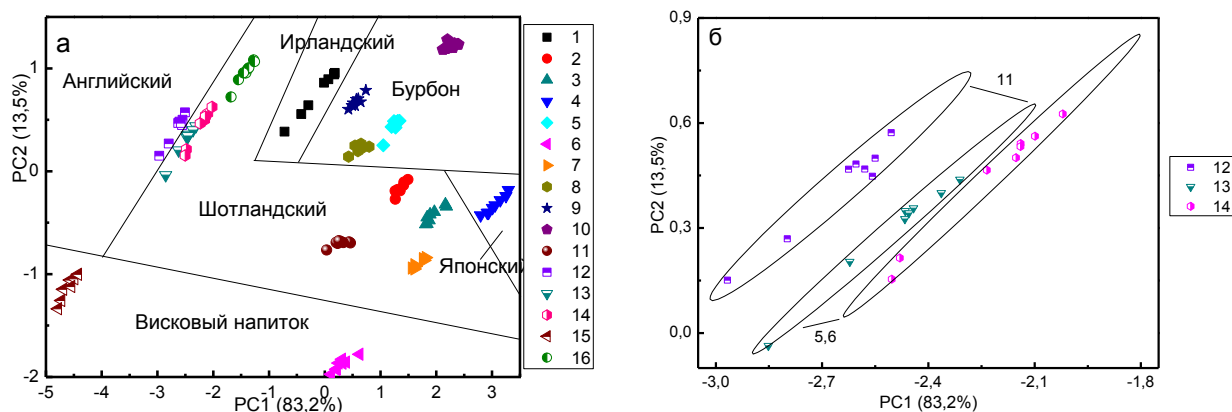 а
Ирландский
Английский
Бурбон
Шотландский
Японский
Висковый напиток
1
0
-1
-2
-5 -4 -3 -2 -1 0 1 2 3
PC1 (83,2%)
PC2 (13,5%)
1
2
3
4
5
6
7
8
9
10
11
12
13
14
15
16
б
0,9
0,6
0,3
0,0
-3,0 -2,7 -2,4 -2,1 -1,8
PC1 (83,2%)
PC2 (13,5%)
11
5,6
12
13
14